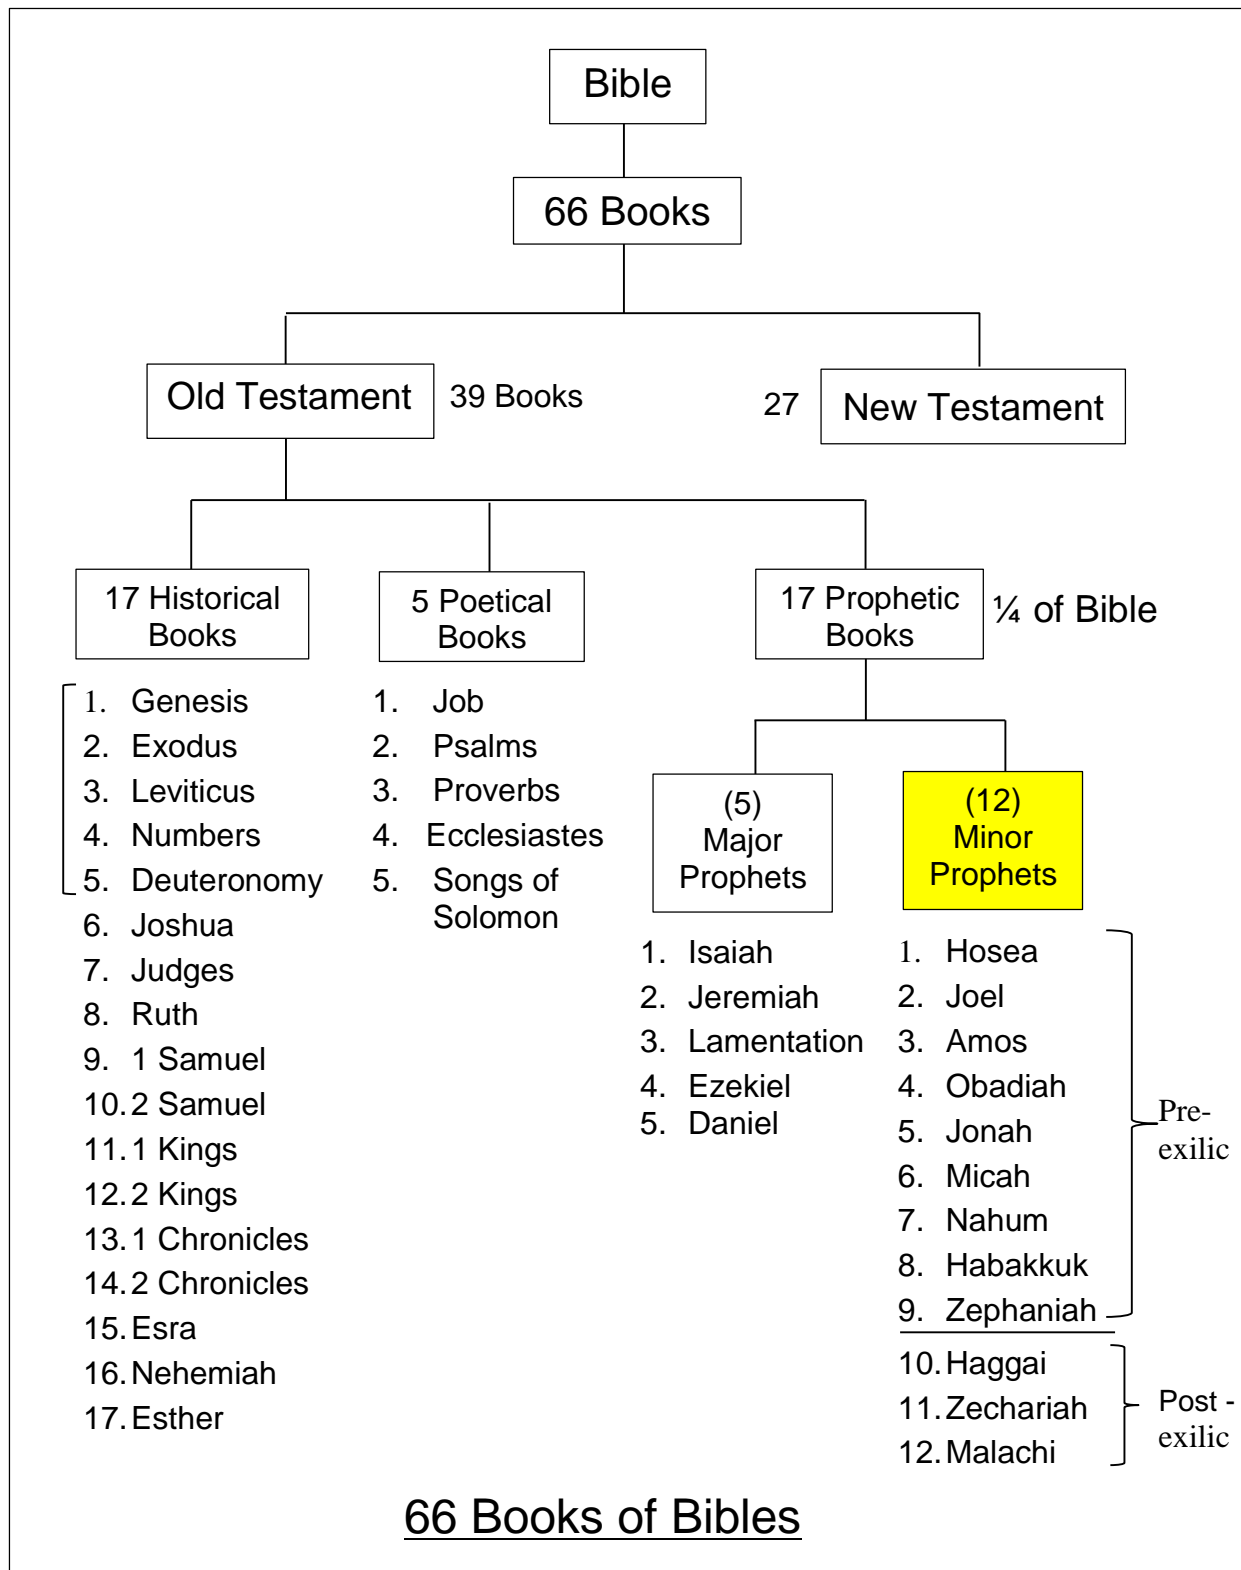 Bible
66 Books
Old Testament
39 Books
27
New Testament
17 Historical
Books
5 Poetical
Books
17 Prophetic
Books
¼ of Bible
1. Genesis
2. Exodus
3. Leviticus
4. Numbers
5. Deuteronomy
6. Joshua
7. Judges
8. Ruth
9. 1 Samuel
10. 2 Samuel
11. 1 Kings
12. 2 Kings
13. 1 Chronicles
14. 2 Chronicles
15. Esra
16. Nehemiah
17. Esther
1. Job
2. Psalms
3. Proverbs
4. Ecclesiastes
5. Songs of
Solomon
(5)
Major
Prophets
1. Isaiah
2. Jeremiah
3. Lamentation
4. Ezekiel
5. Daniel
(12)
Minor
Prophets
1. Hosea
2. Joel
3. Amos
4. Obadiah
5. Jonah
6. Micah
7. Nahum
8. Habakkuk
9. Zephaniah
Pre-
exilic
10. Haggai
11. Zechariah
12. Malachi
Post -
exilic
66 Books of Bibles